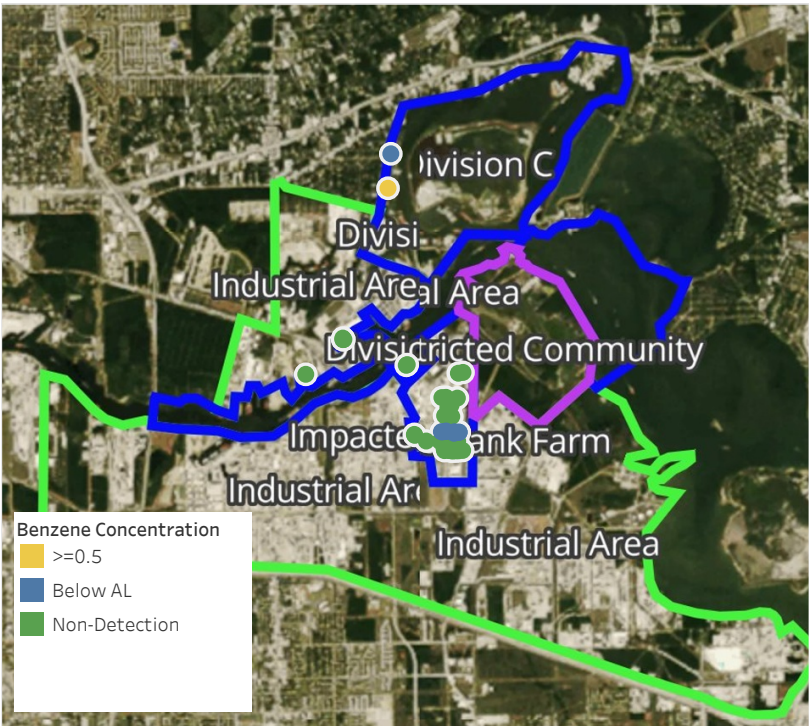 Division C
Divisi
Industrial Are
al Area
Divisi
tricted Community
Impacte
ank Farm
Industrial Are
Industrial Area
Benzene Concentration
>=0.5
Below AL
Non-Detection